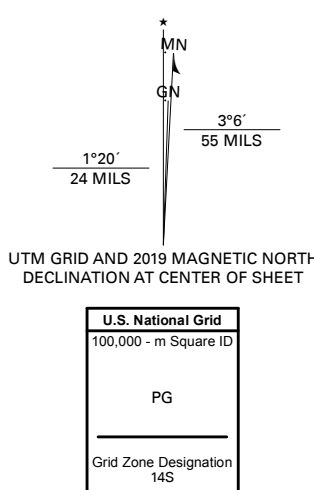 ★
MN
GN
3°6´
55 MILS
1°20´
24 MILS
UTM GRID AND 2019 MAGNETIC NORTH
DECLINATION AT CENTER OF SHEET
U.S. National Grid
100,000 - m Square ID
PG
Grid Zone Designation
14S